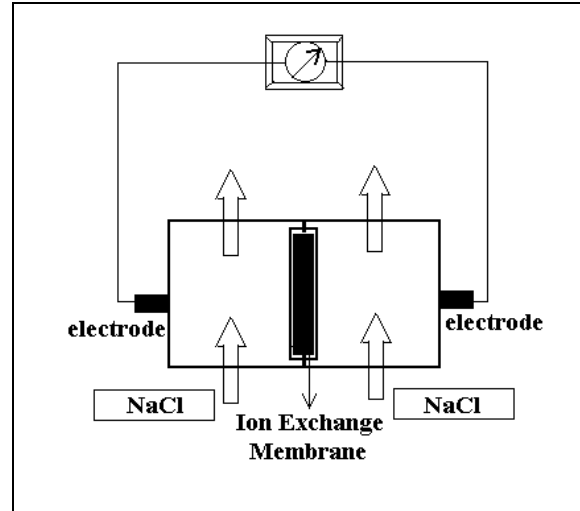 electrode
electrode
NaCl
NaCl
Ion Exchange
Membrane